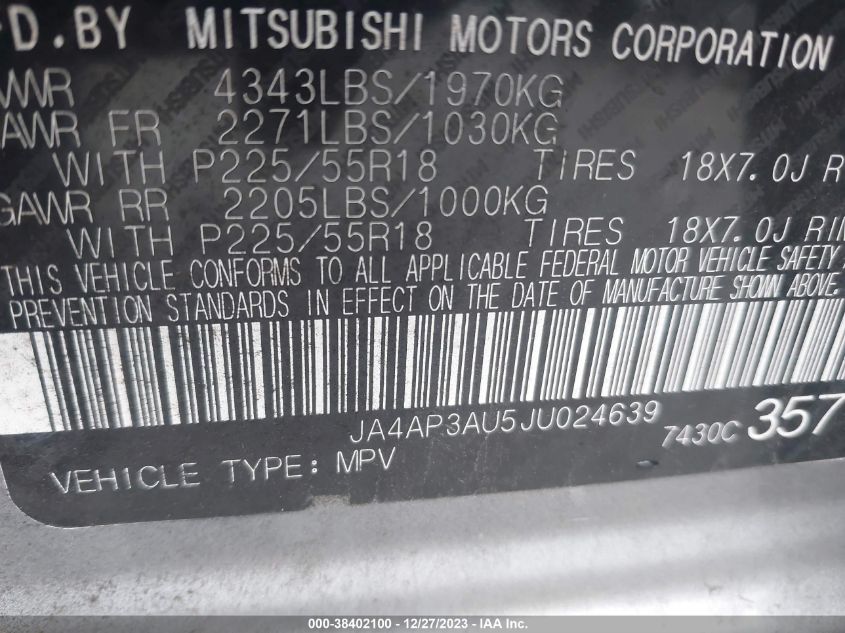 D.BY MITSUBISHI MOTORS CORPORATION
WR 4343LBS/1970KG
AWR FR 2271LBS/1030KG
WITH P225/55R18 TIRES 18X7.0J R
GAWR RR 2205LBS/1000KG
WITH P225/55R18 TIRES 18X7.0J RIM
THIS VEHICLE CONFORMS TO ALL APPLICABLE FEDERAL MOTOR VEHICLE SAFETY
PREVENTION STANDARDS IN EFFECT ON THE DATE OF MANUFACTURE SHOWN ABOVE
JA4AP3AU5JU024639 7430C 357
VEHICLE TYPE: MPV
000-38402100 - 12/27/2023 - IAA Inc.